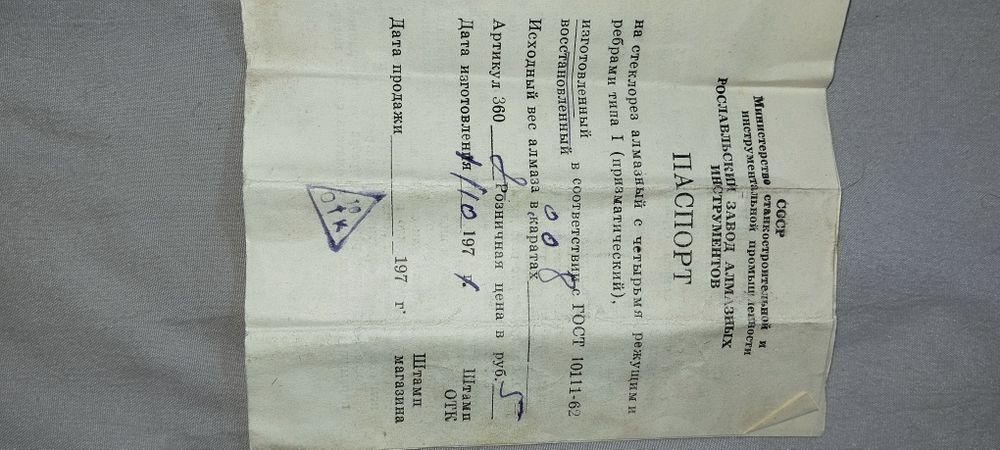 СССР
Министерство станкостроительной и
инструментальной промышленности
РОСЛАВЛЬСКИЙ ЗАВОД АЛМАЗНЫХ
ИНСТРУМЕНТОВ
ПАСПОРТ
на стеклорез алмазный с четырьмя режущими
ребрами типа I (призматический),
изготовленный
восстановленный в соответствии с ГОСТ 10111-62
Исходный вес алмаза в каратах 008
Артикул 360 Розничная цена в руб. 5
Дата изготовления 1/10 197 г. Штамп
ОТК
Дата продажи 197 г. Штамп
магазина
10
ОТК